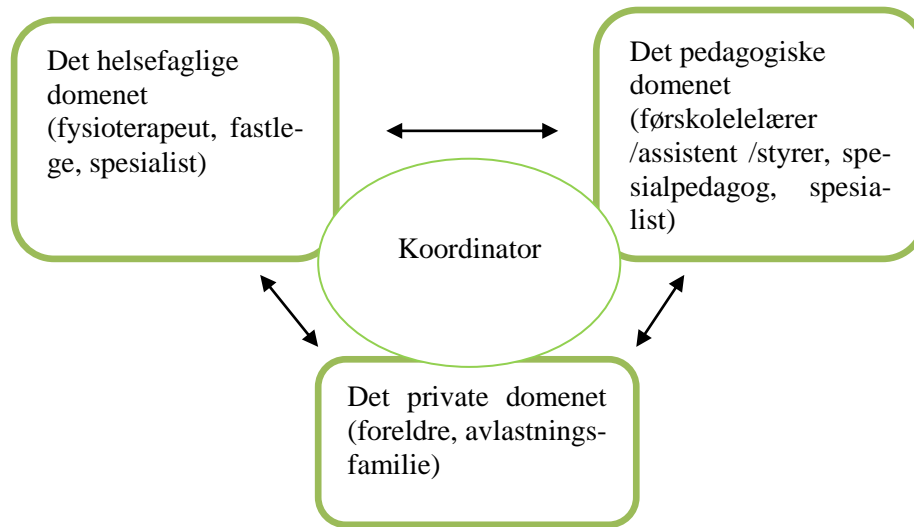 Det helsefaglige
domenet
(fysioterapeut, fastle-
ge, spesialist)
Det pedagogiske
domenet
(førskolelelærer
/assistent /styrer, spe-
sialpedagog, spesia-
list)
Koordinator
Det private domenet
(foreldre, avlastnings-
familie)